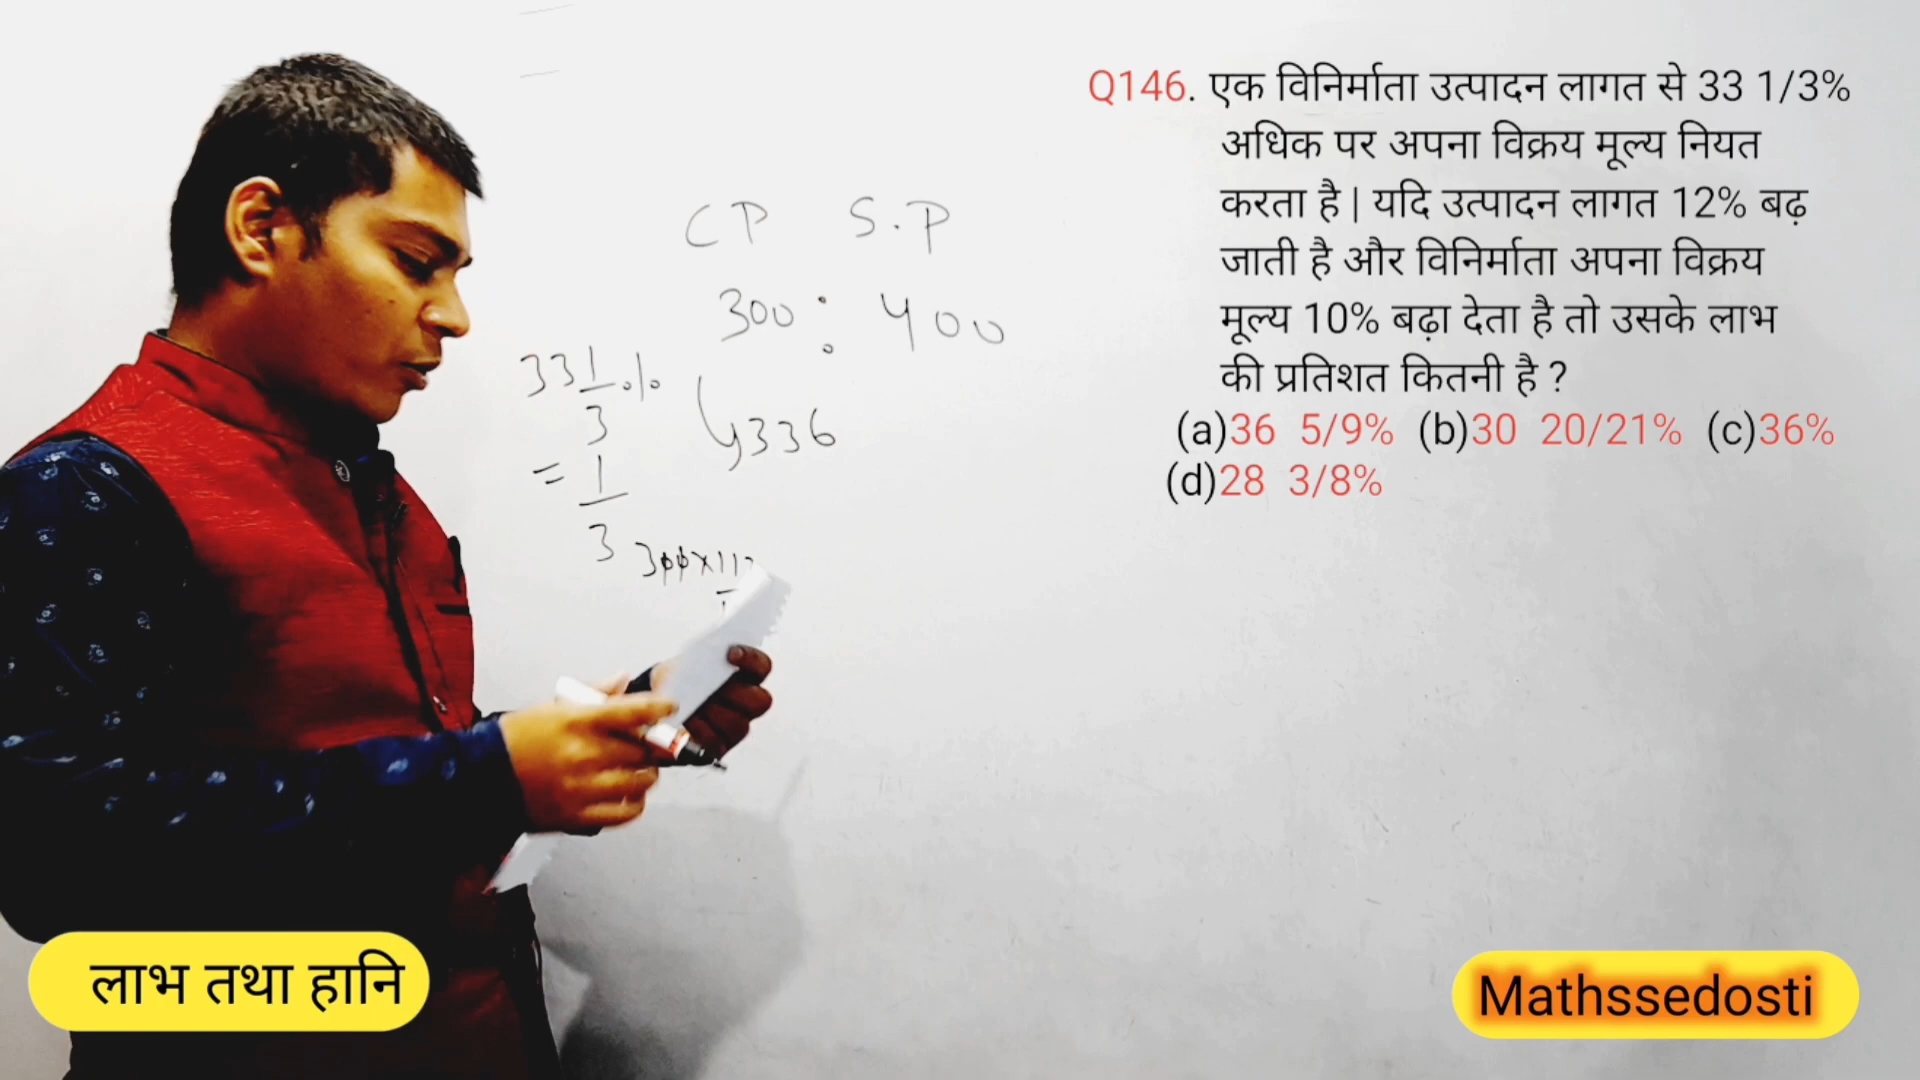 Q146. एक विनिर्माता उत्पादन लागत से 33 1/3%
अधिक पर अपना विक्रय मूल्य नियत
करता है | यदि उत्पादन लागत 12% बढ़
जाती है और विनिर्माता अपना विक्रय
मूल्य 10% बढ़ा देता है तो उसके लाभ
की प्रतिशत कितनी है ?
(a)36 5/9% (b)30 20/21% (c)36%
(d)28 3/8%
CP S.P
300 : 400
33 1/3 %
336
= 1/3
300×11
लाभ तथा हानि
Mathssedosti